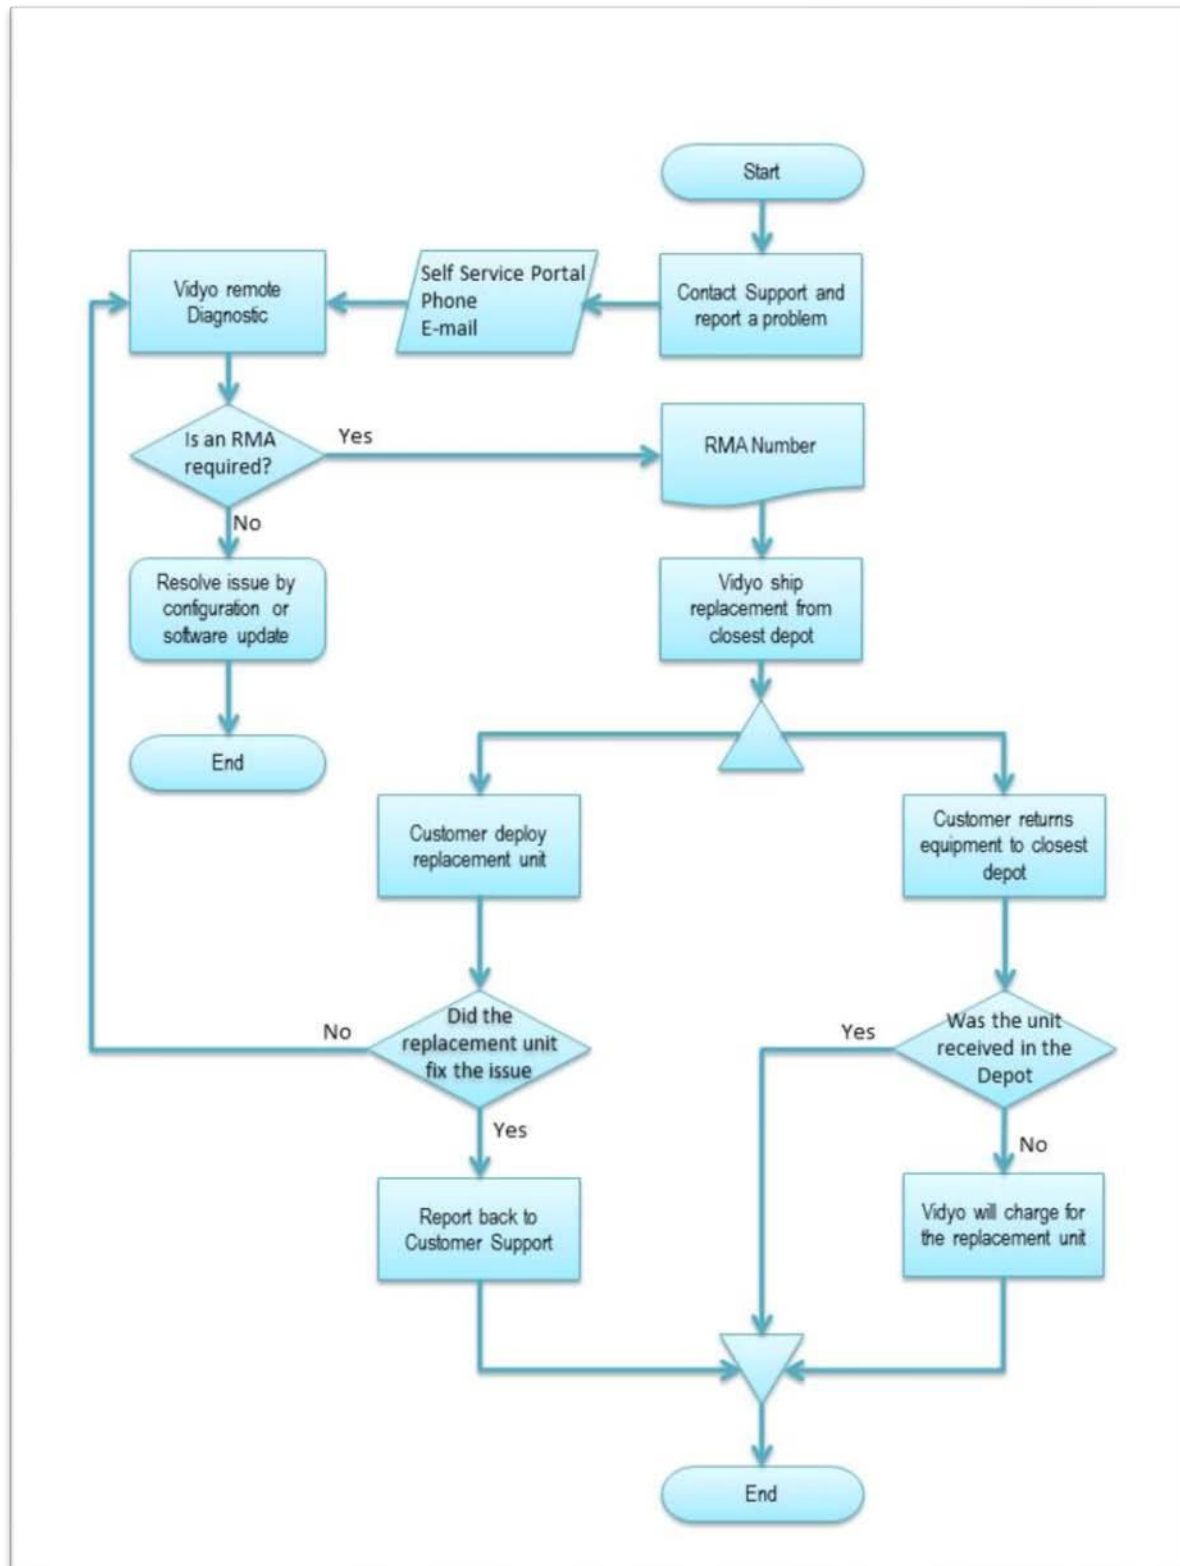 Start
Contact Support and
report a problem
Self Service Portal
Phone
E-mail
Vidyo remote
Diagnostic
Is an RMA
required?
Yes
RMA Number
No
Resolve issue by
configuration or
software update
End
Vidyo ship
replacement from
closest depot
Customer deploy
replacement unit
Customer returns
equipment to closest
depot
Did the
replacement unit
fix the issue
No
Yes
Was the unit
received in the
Depot
Yes
No
Report back to
Customer Support
Vidyo will charge for
the replacement unit
End